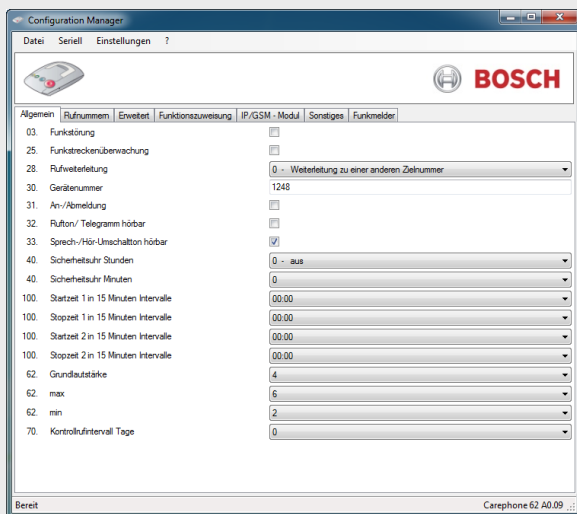 Configuration Manager
Datei Seriell Einstellungen ?
BOSCH
Allgemein Rufnummern Erweitert Funktionszuweisung IP/GSM - Modul Sonstiges Funkmelder
03. Funkstörung
25. Funkstreckenüberwachung
28. Rufweiterleitung 0 - Weiterleitung zu einer anderen Zielnummer
30. Gerätenummer 1248
31. An-/Abmeldung
32. Rufton/ Telegramm hörbar
33. Sprech-/Hör-Umschaltton hörbar
40. Sicherheitsuhr Stunden 0 - aus
40. Sicherheitsuhr Minuten 0
100. Startzeit 1 in 15 Minuten Intervalle 00:00
100. Stopzeit 1 in 15 Minuten Intervalle 00:00
100. Startzeit 2 in 15 Minuten Intervalle 00:00
100. Stopzeit 2 in 15 Minuten Intervalle 00:00
62. Grundlautstärke 4
62. max 6
62. min 2
70. Kontrollrufintervall Tage 0
Bereit Carephone 62 A0.09